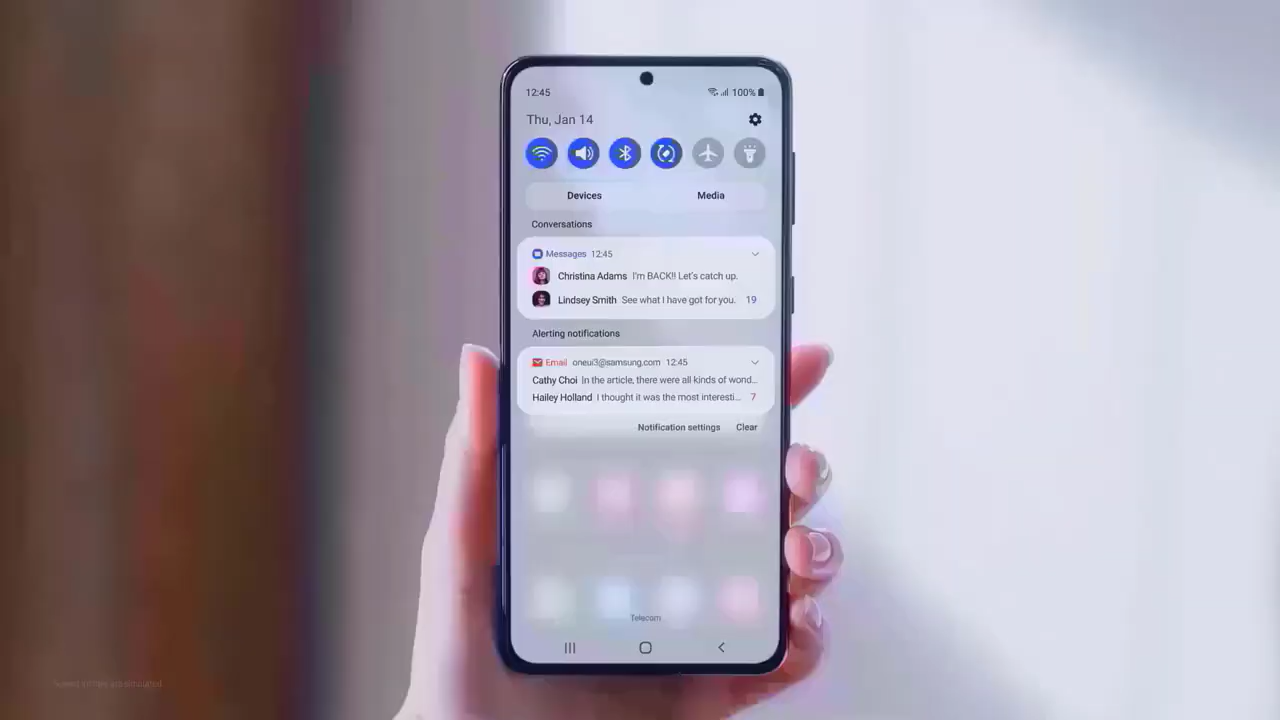 12:45 100%
Thu, Jan 14
Devices Media
Conversations
Messages 12:45
Christina Adams I'm BACK!! Let's catch up.
Lindsey Smith See what I have got for you. 19
Alerting notifications
Email oneui3@samsung.com 12:45
Cathy Choi In the article, there were all kinds of wond...
Hailey Holland I thought it was the most interesti... 7
Notification settings Clear
Telecom